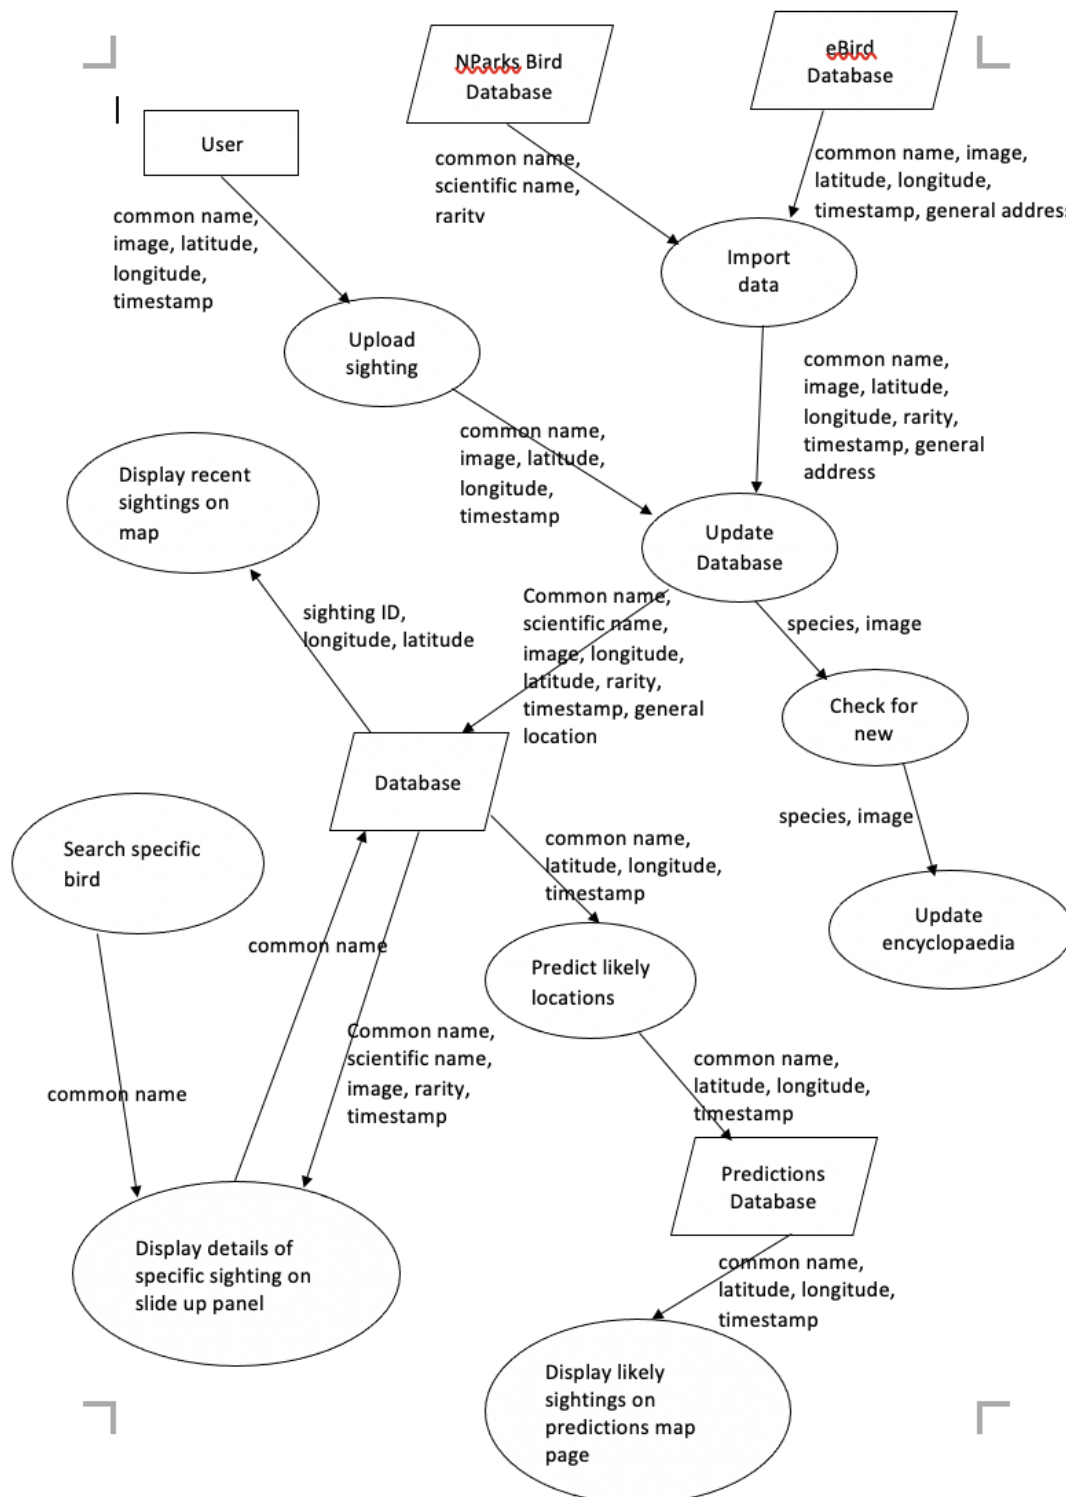 NParks Bird
Database
eBird
Database
User
common name,
scientific name,
rarity
common name, image,
latitude, longitude,
timestamp, general address
common name,
image, latitude,
longitude,
timestamp
Import
data
Upload
sighting
common name,
image, latitude,
longitude, rarity,
timestamp, general
address
common name,
image, latitude,
longitude,
timestamp
Display recent
sightings on
map
Update
Database
sighting ID,
longitude, latitude
Common name,
scientific name,
image, longitude,
latitude, rarity,
timestamp, general
location
species, image
Check for
new
Database
species, image
Search specific
bird
common name,
latitude, longitude,
timestamp
Update
encyclopaedia
common name
Predict likely
locations
Common name,
scientific name,
image, rarity,
timestamp
common name
common name,
latitude, longitude,
timestamp
Predictions
Database
Display details of
specific sighting on
slide up panel
common name,
latitude, longitude,
timestamp
Display likely
sightings on
predictions map
page